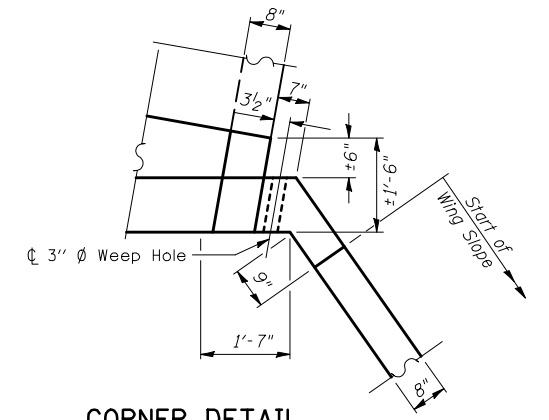 8"
7"
3½"
±6"
±1'-6"
Start of
Wing Slope
℄ 3" Ø Weep Hole
9"
1'-7"
8"
CORNER DETAIL